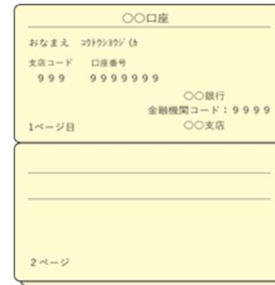 ○○口座
おなまえ ｺｳﾄｳｼﾖｳｼﾞ(ｶ
支店コード 口座番号
９９９ ９９９９９９９
○○銀行
金融機関コード：９９９９
1ページ目 ○○支店
２ページ